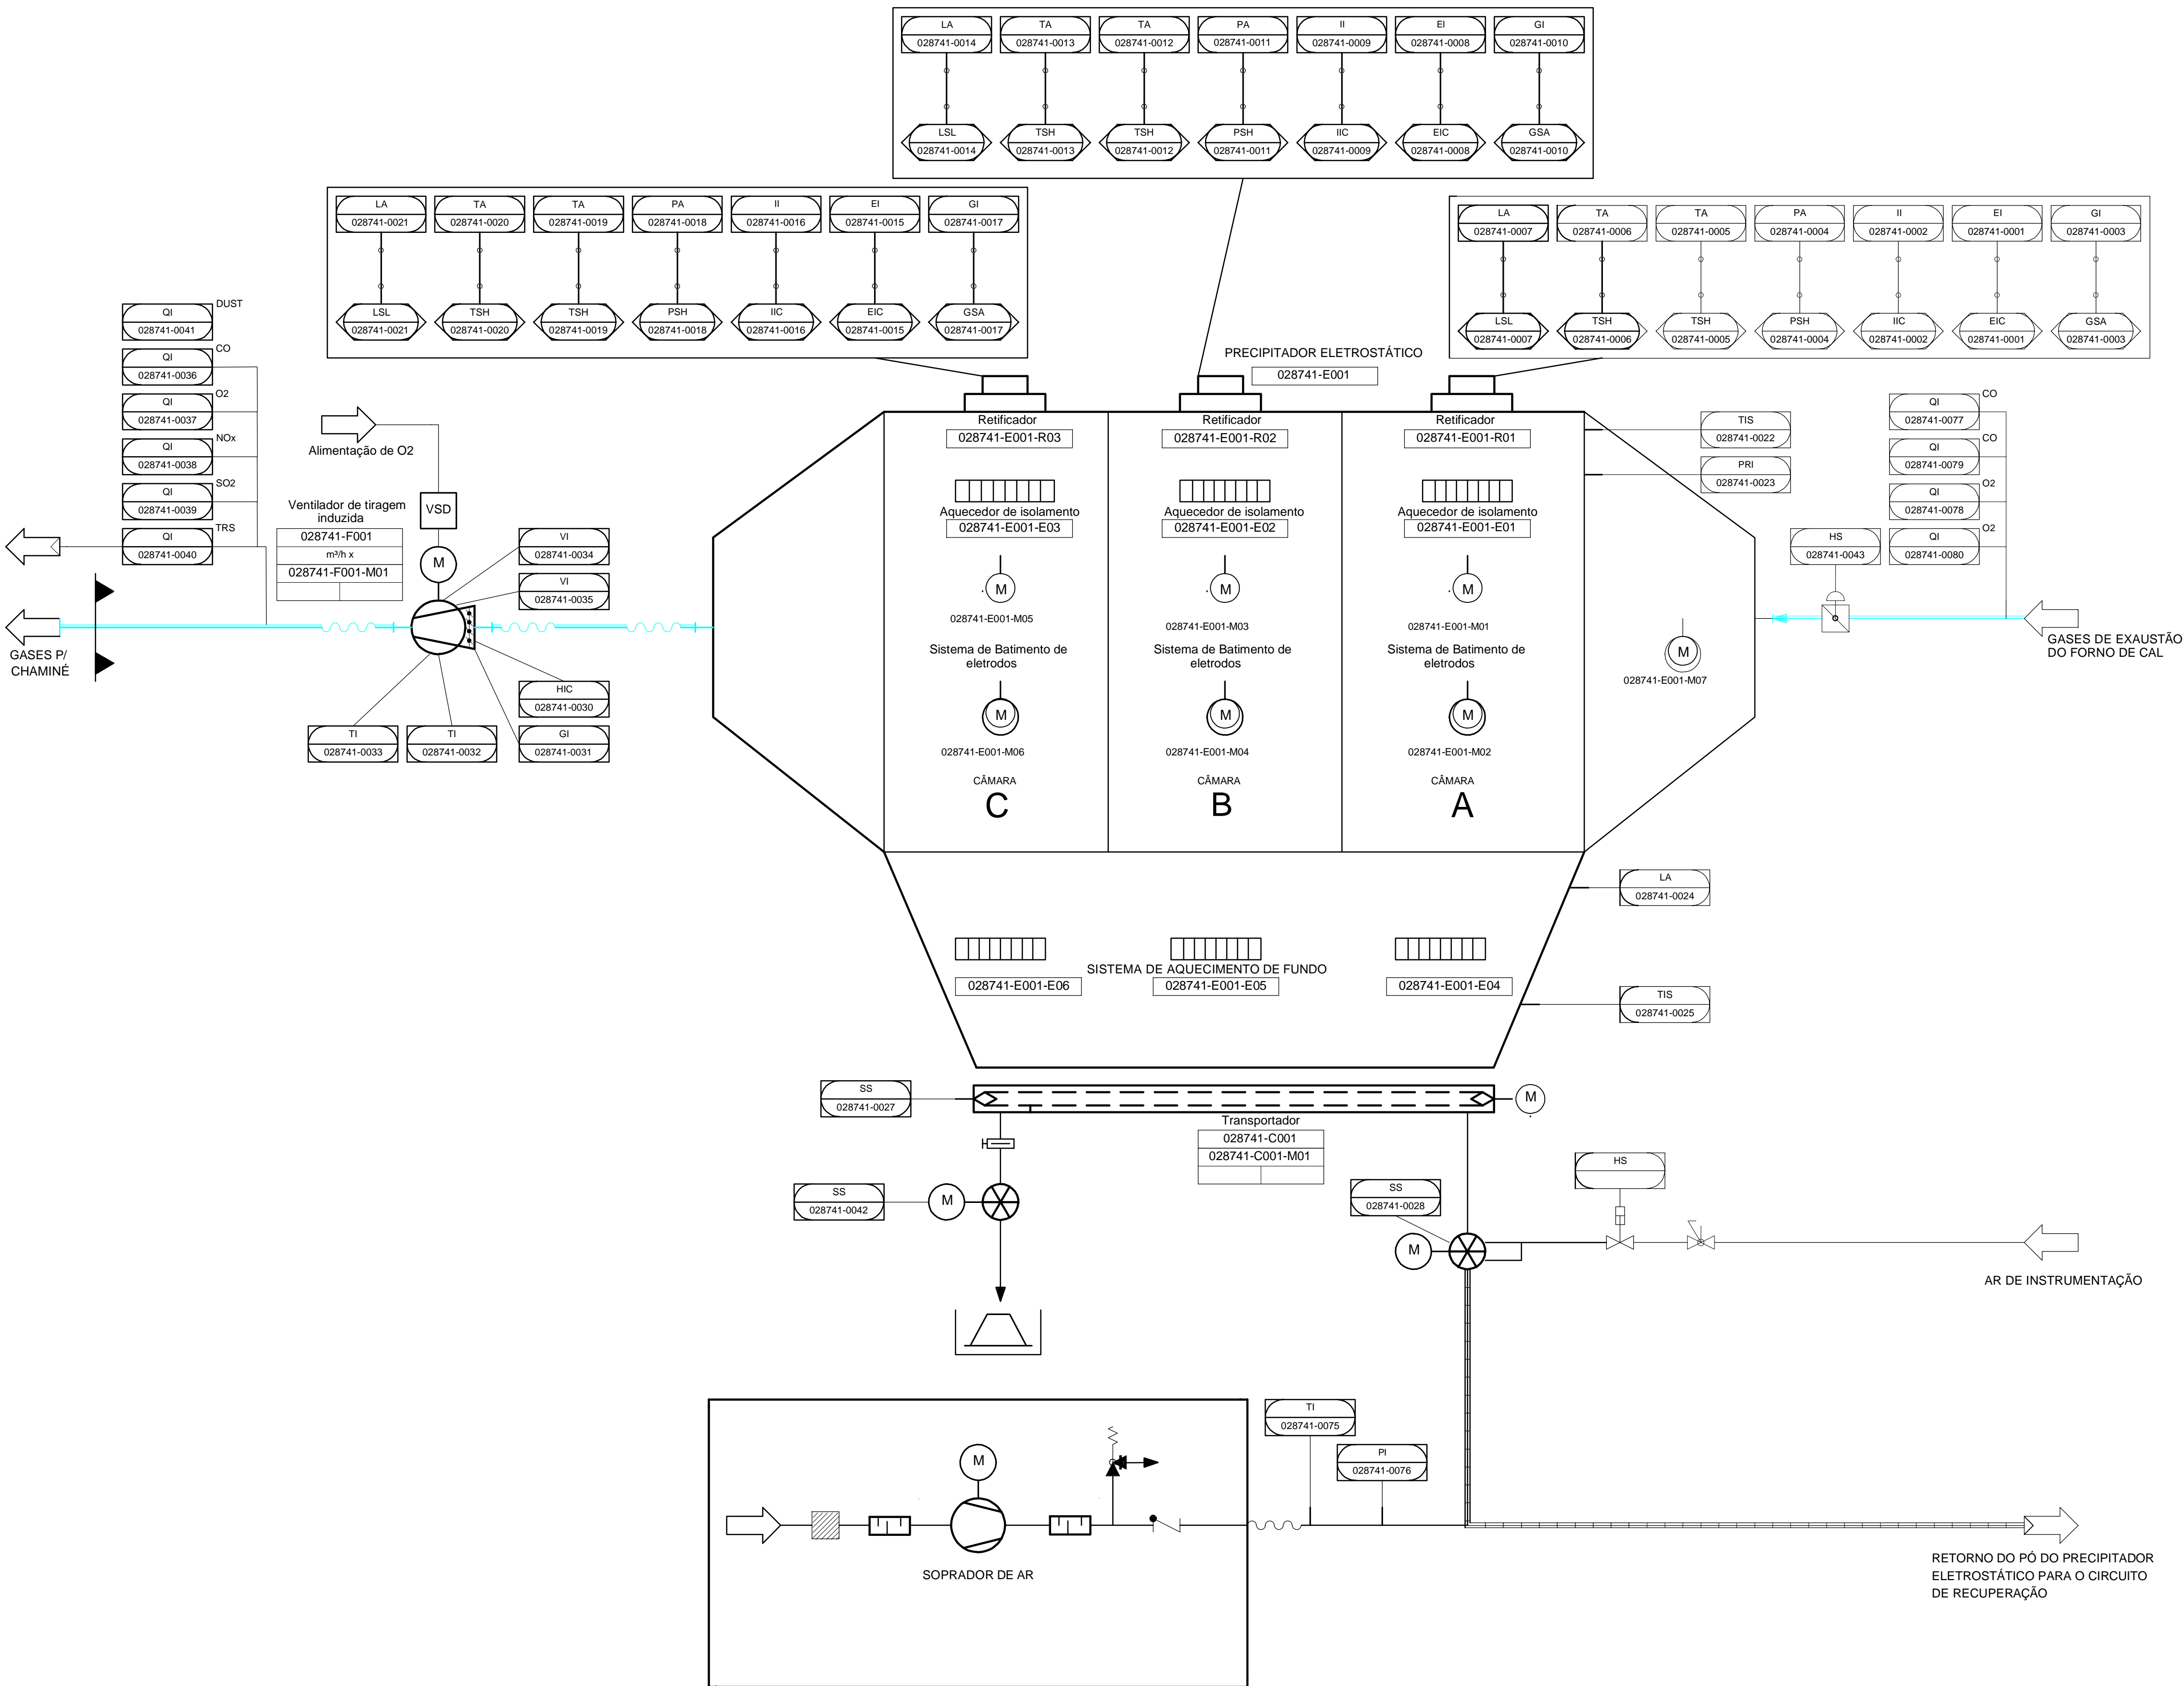 LA
028741-0014
TA
028741-0013
TA
028741-0012
PA
028741-0011
II
028741-0009
EI
028741-0008
GI
028741-0010
LSL
028741-0014
TSH
028741-0013
TSH
028741-0012
PSH
028741-0011
IIC
028741-0009
EIC
028741-0008
GSA
028741-0010
LA
028741-0021
TA
028741-0020
TA
028741-0019
PA
028741-0018
II
028741-0016
EI
028741-0015
GI
028741-0017
LSL
028741-0021
TSH
028741-0020
TSH
028741-0019
PSH
028741-0018
IIC
028741-0016
EIC
028741-0015
GSA
028741-0017
LA
028741-0007
TA
028741-0006
TA
028741-0005
PA
028741-0004
II
028741-0002
EI
028741-0001
GI
028741-0003
LSL
028741-0007
TSH
028741-0006
TSH
028741-0005
PSH
028741-0004
IIC
028741-0002
EIC
028741-0001
GSA
028741-0003
QI
028741-0041
DUST
QI
028741-0036
CO
QI
028741-0037
O2
QI
028741-0038
NOx
QI
028741-0039
SO2
QI
028741-0040
TRS
Alimentação de O2
Ventilador de tiragem
induzida
028741-F001
m³/h x
028741-F001-M01
VSD
M
VI
028741-0034
VI
028741-0035
HIC
028741-0030
GI
028741-0031
TI
028741-0033
TI
028741-0032
GASES P/
CHAMINÉ
PRECIPITADOR ELETROSTÁTICO
028741-E001
Retificador
028741-E001-R03
Aquecedor de isolamento
028741-E001-E03
M
028741-E001-M05
Sistema de Batimento de
eletrodos
M
028741-E001-M06
CÂMARA
C
Retificador
028741-E001-R02
Aquecedor de isolamento
028741-E001-E02
M
028741-E001-M03
Sistema de Batimento de
eletrodos
M
028741-E001-M04
CÂMARA
B
Retificador
028741-E001-R01
Aquecedor de isolamento
028741-E001-E01
M
028741-E001-M01
Sistema de Batimento de
eletrodos
M
028741-E001-M02
CÂMARA
A
TIS
028741-0022
PRI
028741-0023
M
028741-E001-M07
QI
028741-0077
CO
QI
028741-0079
CO
QI
028741-0078
O2
QI
028741-0080
O2
HS
028741-0043
GASES DE EXAUSTÃO
DO FORNO DE CAL
LA
028741-0024
SISTEMA DE AQUECIMENTO DE FUNDO
028741-E001-E06
028741-E001-E05
028741-E001-E04
TIS
028741-0025
SS
028741-0027
M
Transportador
028741-C001
028741-C001-M01
SS
028741-0042
M
SS
028741-0028
M
HS
AR DE INSTRUMENTAÇÃO
TI
028741-0075
PI
028741-0076
M
SOPRADOR DE AR
RETORNO DO PÓ DO PRECIPITADOR
ELETROSTÁTICO PARA O CIRCUITO
DE RECUPERAÇÃO